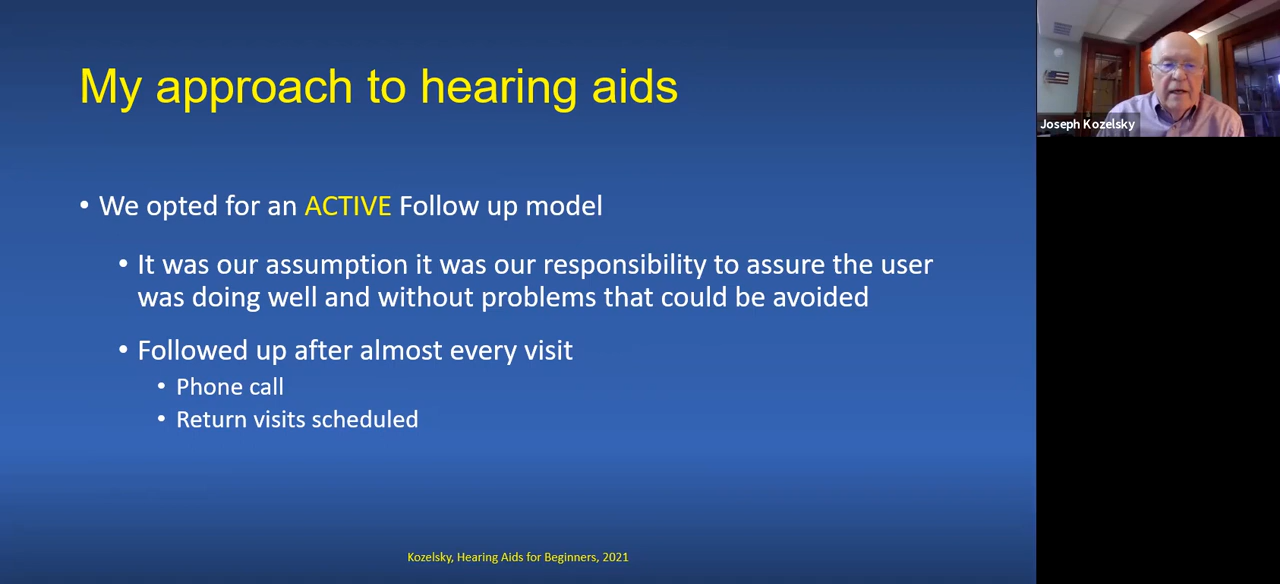 My approach to hearing aids
• We opted for an ACTIVE Follow up model
• It was our assumption it was our responsibility to assure the user
was doing well and without problems that could be avoided
• Followed up after almost every visit
• Phone call
• Return visits scheduled
Kozelsky, Hearing Aids for Beginners, 2021
Joseph Kozelsky